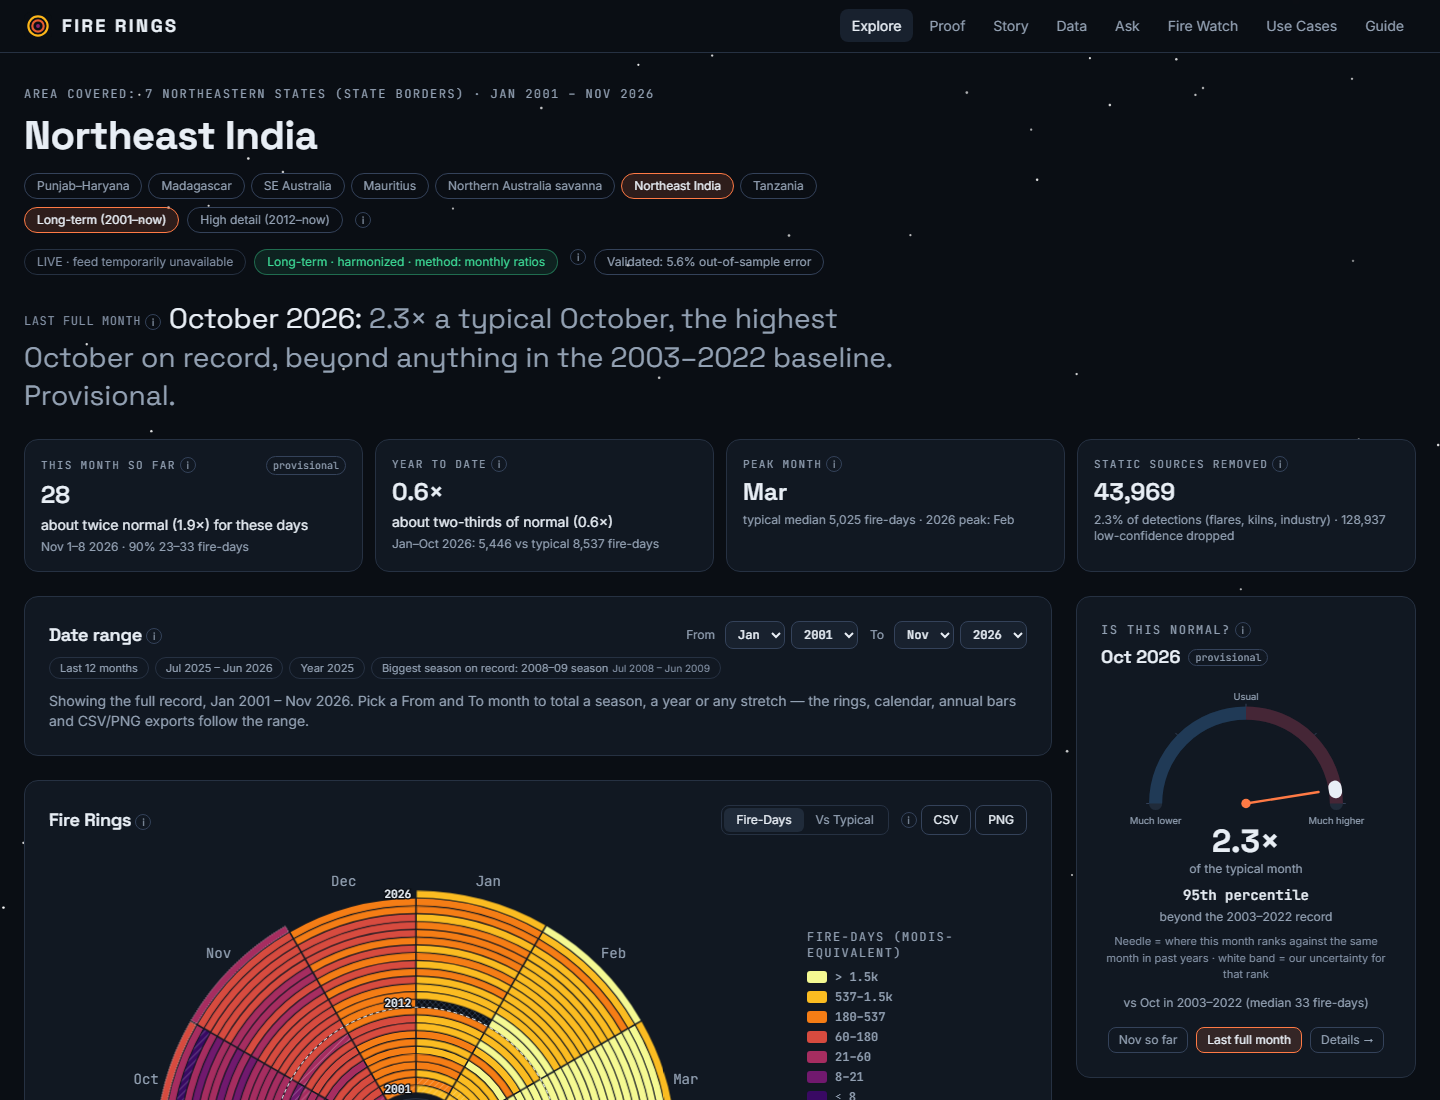 FIRE RINGS
Explore
Proof
Story
Data
Ask
Fire Watch
Use Cases
Guide
AREA COVERED: 7 NORTHEASTERN STATES (STATE BORDERS) · JAN 2001 – NOV 2026
Northeast India
Punjab–Haryana
Madagascar
SE Australia
Mauritius
Northern Australia savanna
Northeast India
Tanzania
Long-term (2001–now)
High detail (2012–now)
i
LIVE · feed temporarily unavailable
Long-term · harmonized · method: monthly ratios
i
Validated: 5.6% out-of-sample error
LAST FULL MONTH i October 2026: 2.3× a typical October, the highest
October on record, beyond anything in the 2003–2022 baseline.
Provisional.
THIS MONTH SO FAR i
provisional
28
about twice normal (1.9×) for these days
Nov 1–8 2026 · 90% 23–33 fire-days
YEAR TO DATE i
0.6×
about two-thirds of normal (0.6×)
Jan–Oct 2026: 5,446 vs typical 8,537 fire-days
PEAK MONTH i
Mar
typical median 5,025 fire-days · 2026 peak: Feb
STATIC SOURCES REMOVED i
43,969
2.3% of detections (flares, kilns, industry) · 128,937
low-confidence dropped
Date range i
From
Jan
2001
To
Nov
2026
Last 12 months
Jul 2025 – Jun 2026
Year 2025
Biggest season on record: 2008–09 season Jul 2008 – Jun 2009
Showing the full record, Jan 2001 – Nov 2026. Pick a From and To month to total a season, a year or any stretch — the rings, calendar, annual bars
and CSV/PNG exports follow the range.
Fire Rings i
Fire-Days
Vs Typical
i
CSV
PNG
Dec
Jan
2026
Nov
Feb
2012
Oct
Mar
2001
FIRE-DAYS (MODIS-
EQUIVALENT)
> 1.5k
537–1.5k
180–537
60–180
21–60
8–21
< 8
IS THIS NORMAL? i
Oct 2026
provisional
Usual
Much lower
Much higher
2.3×
of the typical month
95th percentile
beyond the 2003–2022 record
Needle = where this month ranks against the same
month in past years · white band = our uncertainty for
that rank
vs Oct in 2003–2022 (median 33 fire-days)
Nov so far
Last full month
Details →